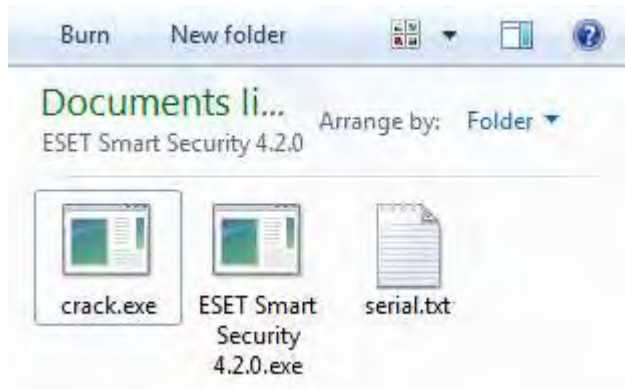 Burn New folder
Documents li...
Arrange by: Folder
ESET Smart Security 4.2.0
crack.exe
ESET Smart
Security
4.2.0.exe
serial.txt